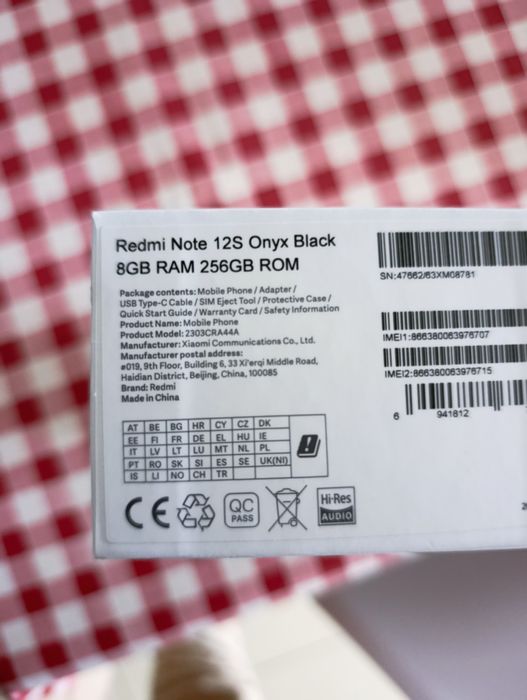 Redmi Note 12S Onyx Black
8GB RAM 256GB ROM
Package contents: Mobile Phone / Adapter /
USB Type-C Cable / SIM Eject Tool / Protective Case /
Quick Start Guide / Warranty Card / Safety Information
Product Name: Mobile Phone
Product Model: 2303CRA44A
Manufacturer: Xiaomi Communications Co., Ltd.
Manufacturer postal address:
#019, 9th Floor, Building 6, 33 Xi'erqi Middle Road,
Haidian District, Beijing, China, 100085
Brand: Redmi
Made in China
AT BE BG HR CY CZ DK
EE FI FR DE EL HU IE
IT LV LT LU MT NL PL
PT RO SK SI ES SE UK(NI)
IS LI NO CH TR
CE
QC
PASS
Hi-Res
AUDIO
SN:47662/63XM08781
IMEI1:866380063976707
IMEI2:866380063976715
6 941812